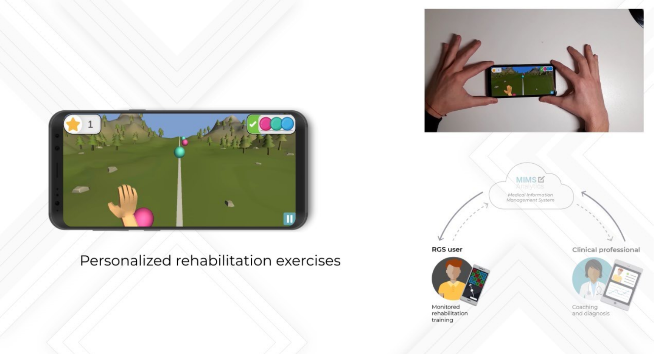 1
Personalized rehabilitation exercises
MIMS
Medical Information
Management System
RGS user
Clinical professional
Monitored
rehabilitation
training
Coaching
and diagnosis